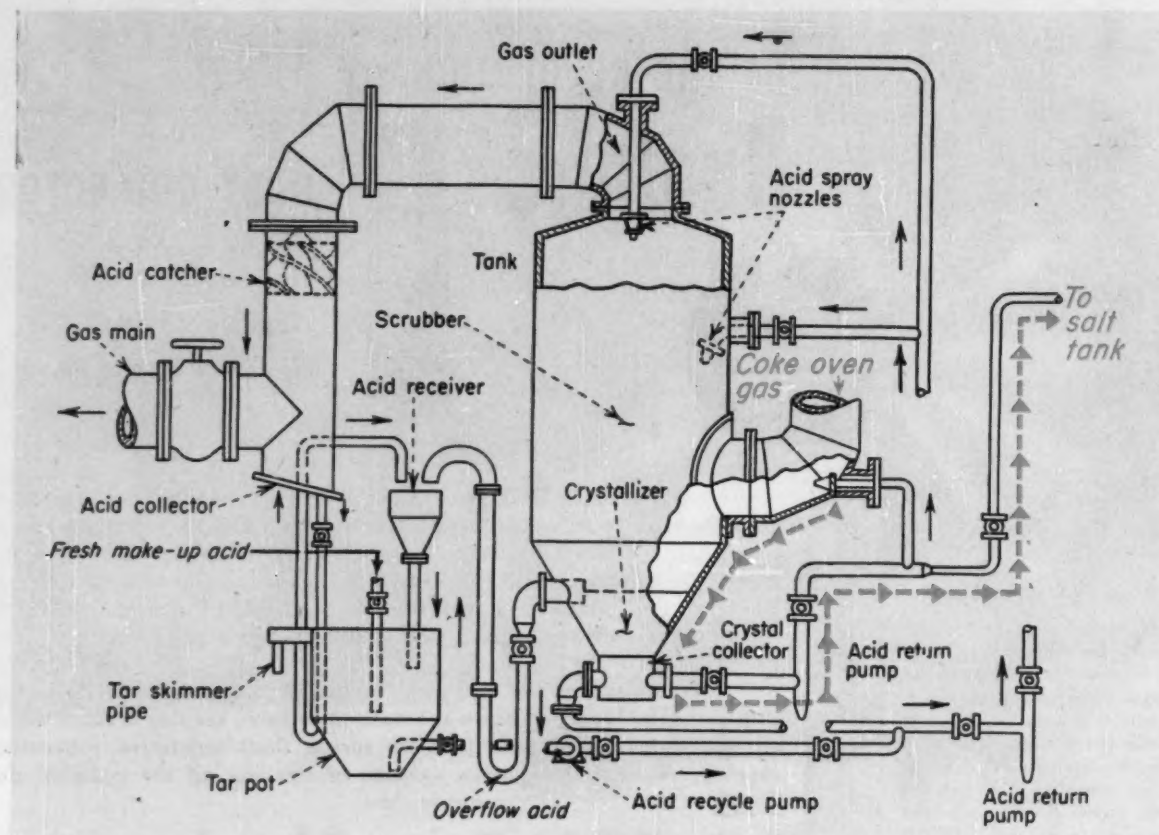 Gas outlet
Acid spray
nozzles
Acid catcher
Tank
To
salt
tank
Scrubber
Gas main
Coke oven
gas
Acid receiver
Crystallizer
Acid collector
Fresh make-up acid
Crystal
collector
Acid return
pump
Tar skimmer
pipe
Tar pot
Overflow acid
Acid recycle pump
Acid return
pump